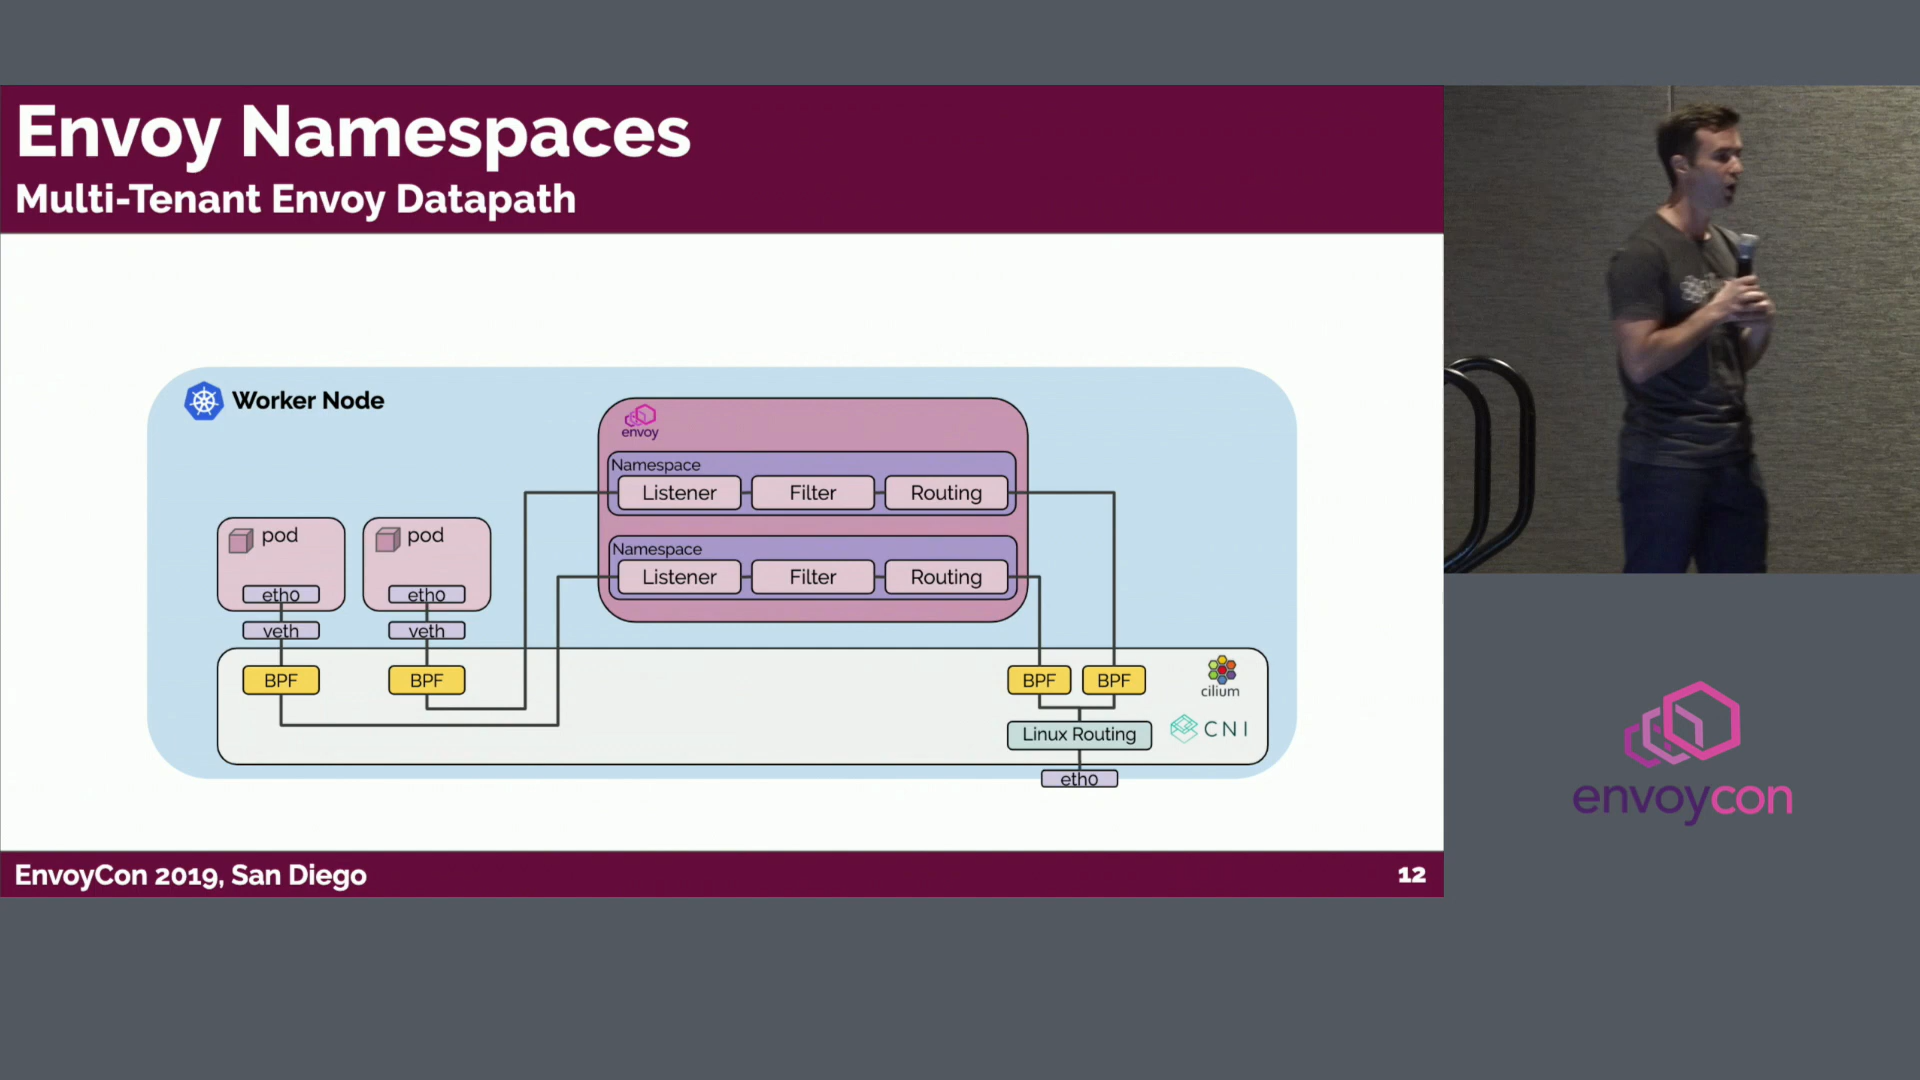 Envoy Namespaces
Multi-Tenant Envoy Datapath
Worker Node
envoy
Namespace
Listener Filter Routing
Namespace
Listener Filter Routing
pod pod
eth0 eth0
veth veth
BPF BPF BPF BPF
cilium
Linux Routing CNI
eth0
EnvoyCon 2019, San Diego 12
envoycon